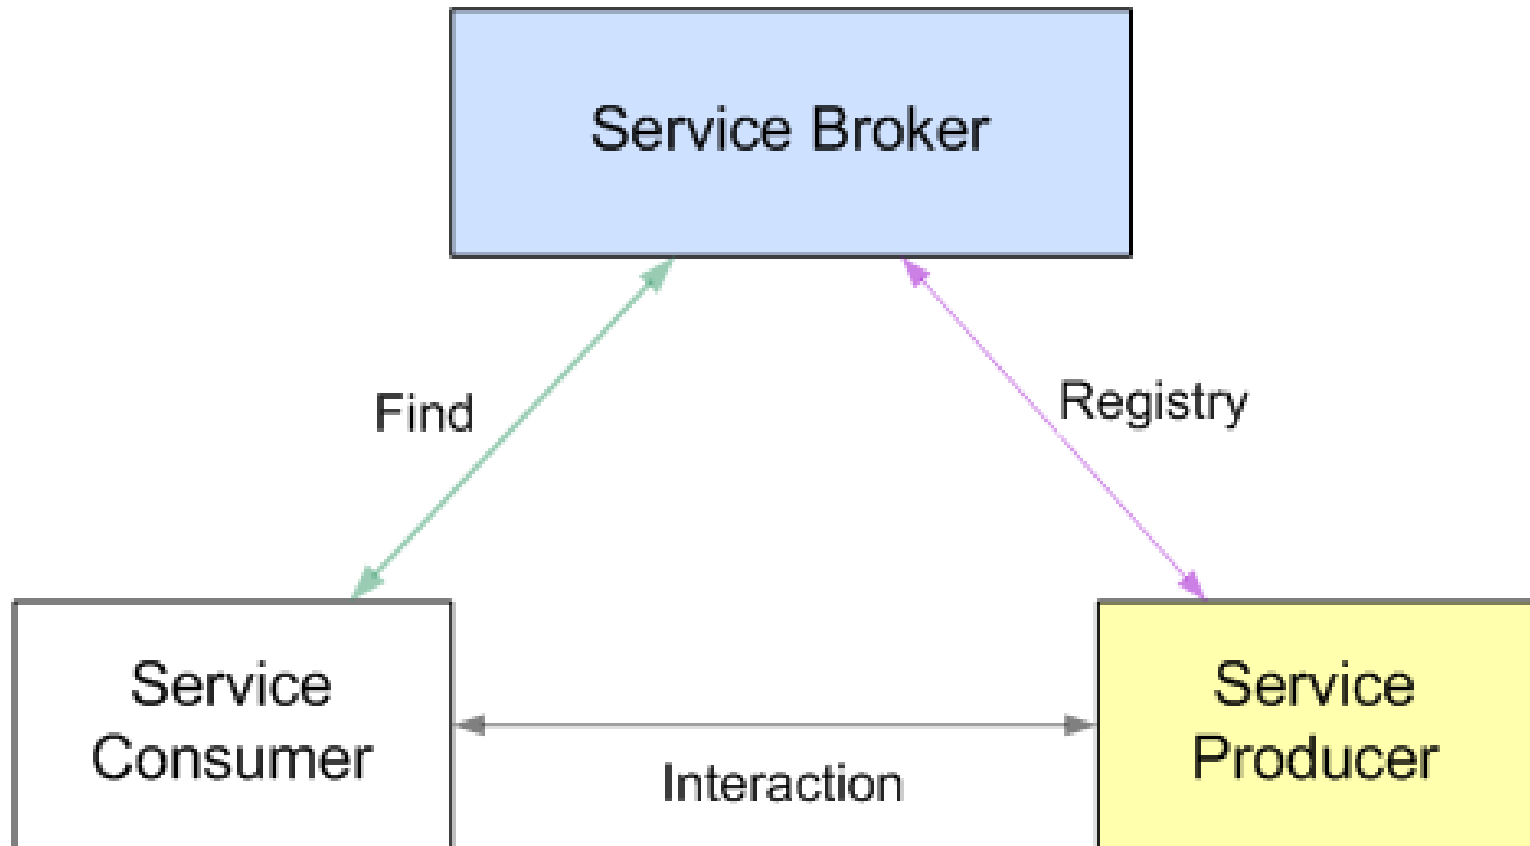 Service Broker
Find
Registry
Service
Consumer
Interaction
Service
Producer